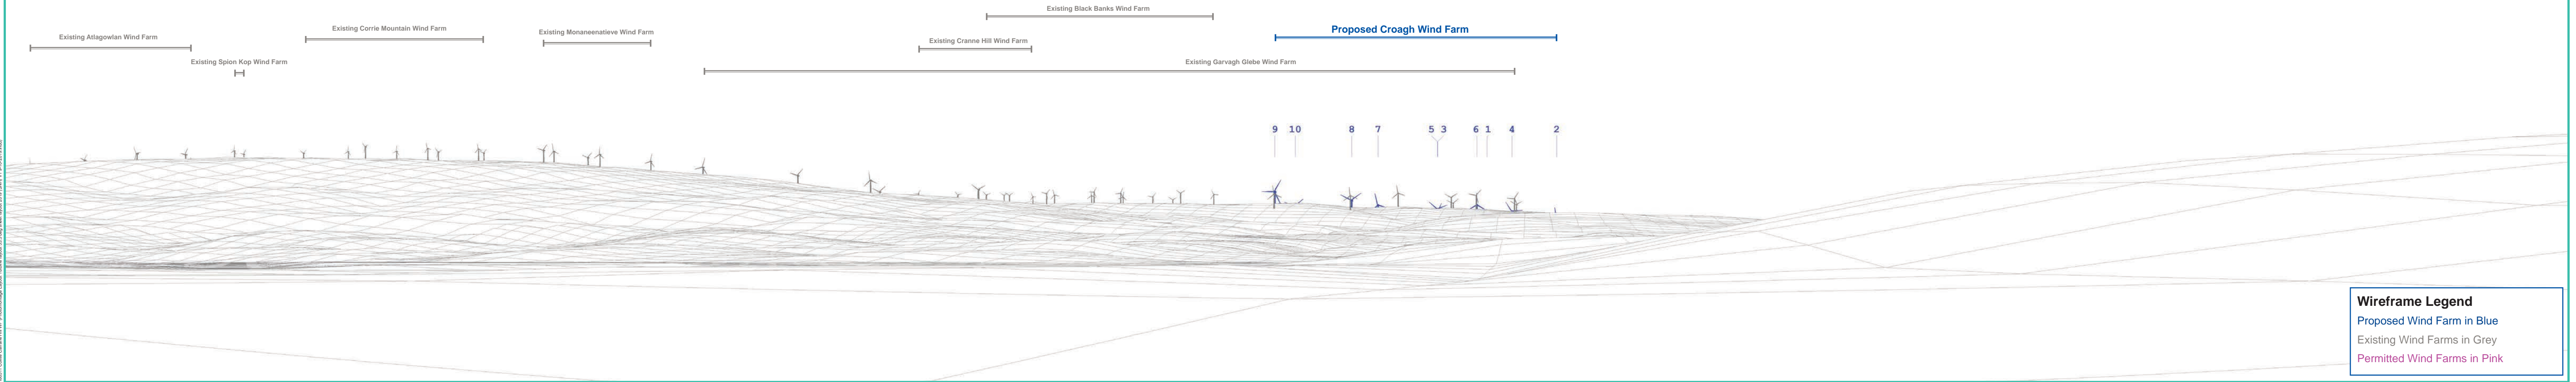 Existing Black Banks Wind Farm
Existing Corrie Mountain Wind Farm
Existing Monaneenatieve Wind Farm
Proposed Croagh Wind Farm
Existing Altagowlan Wind Farm
Existing Cranne Hill Wind Farm
Existing Spion Kop Wind Farm
Existing Garvagh Glebe Wind Farm
9 10 8 7 5 3 6 1 4 2
Wireframe Legend
Proposed Wind Farm in Blue
Existing Wind Farms in Grey
Permitted Wind Farms in Pink